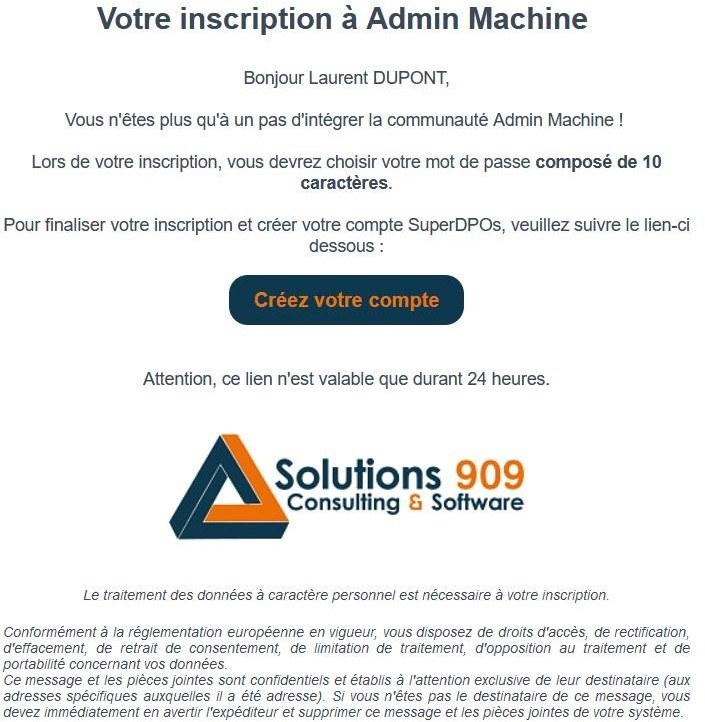 Votre inscription à Admin Machine
Bonjour Laurent DUPONT,
Vous n'êtes plus qu'à un pas d'intégrer la communauté Admin Machine !
Lors de votre inscription, vous devrez choisir votre mot de passe composé de 10
caractères.
Pour finaliser votre inscription et créer votre compte SuperDPOs, veuillez suivre le lien-ci
dessous :
Créez votre compte
Attention, ce lien n'est valable que durant 24 heures.
Solutions 909
Consulting & Software
Le traitement des données à caractère personnel est nécessaire à votre inscription.
Conformément à la réglementation européenne en vigueur, vous disposez de droits d'accès, de rectification,
d'effacement, de retrait de consentement, de limitation de traitement, d'opposition au traitement et de
portabilité concernant vos données.
Ce message et les pièces jointes sont confidentiels et établis à l'attention exclusive de leur destinataire (aux
adresses spécifiques auxquelles il a été adressé). Si vous n'êtes pas le destinataire de ce message, vous
devez immédiatement en avertir l'expéditeur et supprimer ce message et les pièces jointes de votre système.